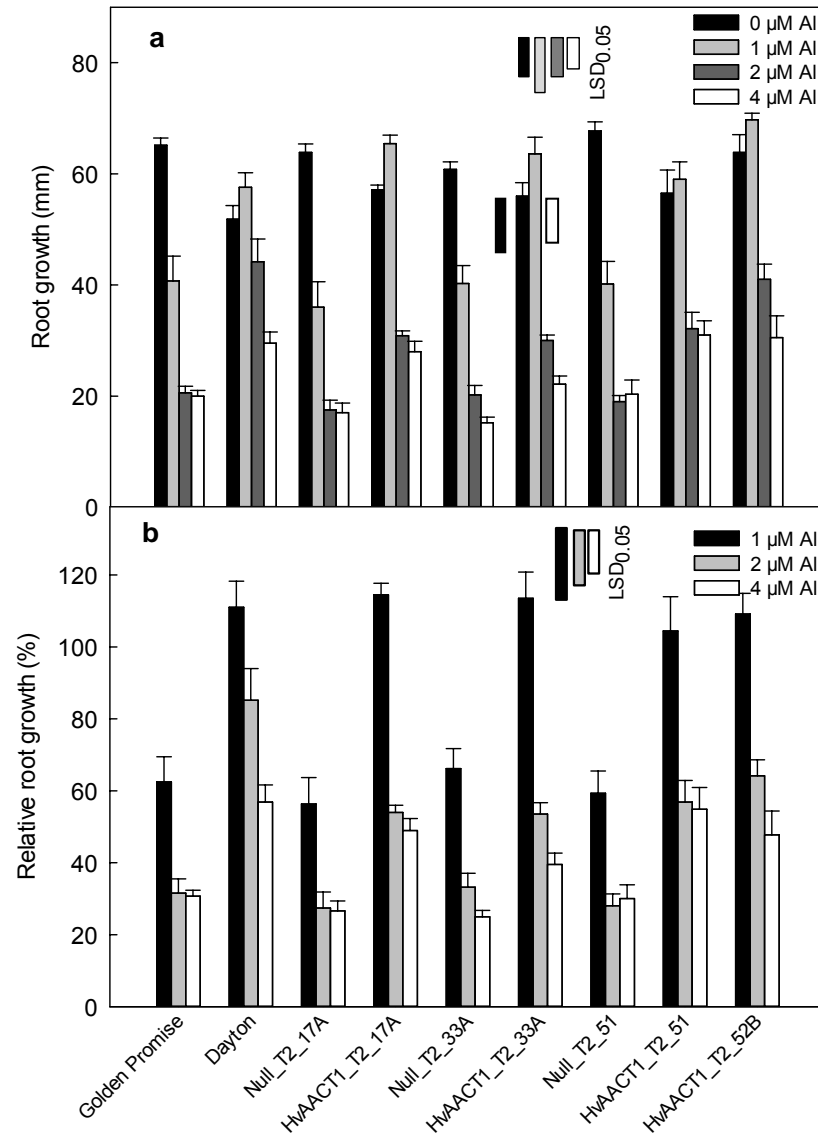 a
0 µM Al
1 µM Al
2 µM Al
4 µM Al
LSD0.05
80
60
40
20
0
Root growth (mm)
b
1 µM Al
2 µM Al
4 µM Al
LSD0.05
120
100
80
60
40
20
0
Relative root growth (%)
Golden Promise
Dayton
Null_T2_17A
HvAACT1_T2_17A
Null_T2_33A
HvAACT1_T2_33A
Null_T2_51
HvAACT1_T2_51
HvAACT1_T2_52B